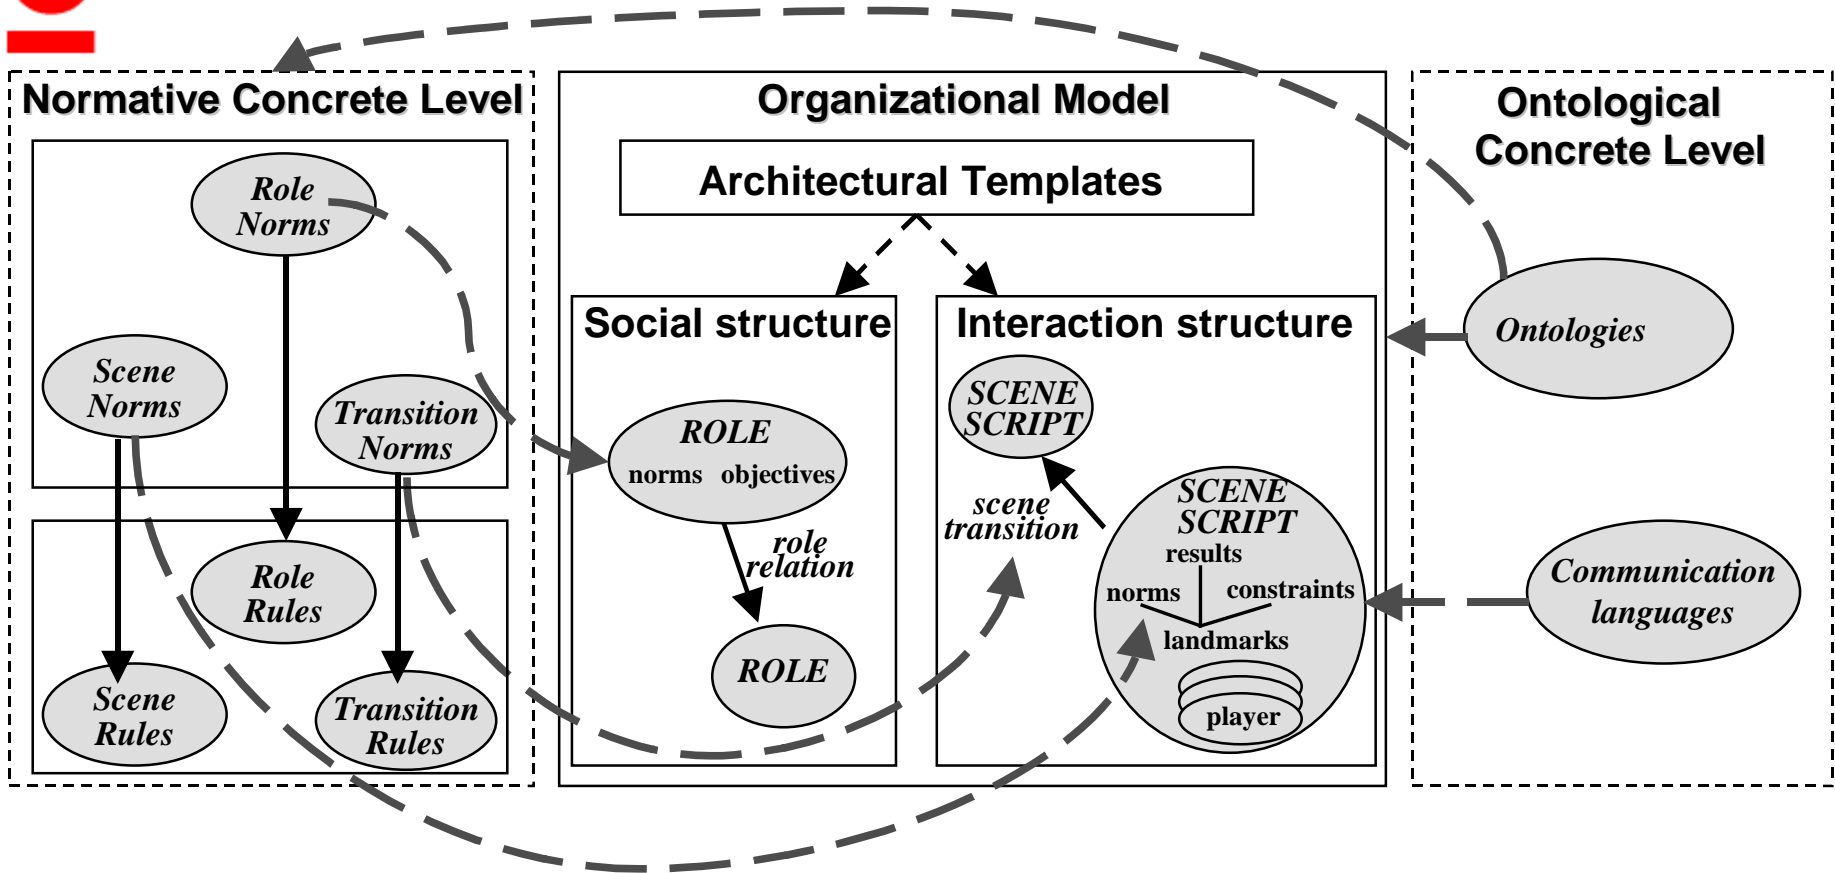 Normative Concrete Level
Role
Norms
Scene
Norms
Transition
Norms
Role
Rules
Scene
Rules
Transition
Rules
Organizational Model
Architectural Templates
Social structure
ROLE
norms objectives
role
relation
ROLE
Interaction structure
SCENE
SCRIPT
scene
transition
SCENE
SCRIPT
results
norms
constraints
landmarks
player
Ontological
Concrete Level
Ontologies
Communication
languages